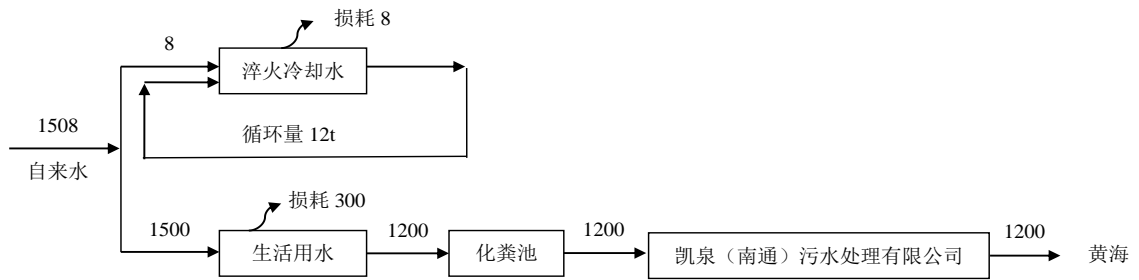 损耗 8
8
淬火冷却水
循环量 12t
1508
自来水
损耗 300
1500
生活用水
1200
化粪池
1200
凯泉（南通）污水处理有限公司
1200
黄海